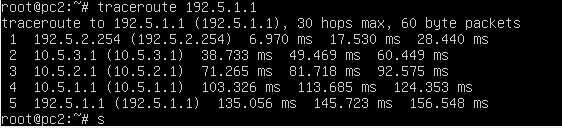 root@pc2:~# traceroute 192.5.1.1
traceroute to 192.5.1.1 (192.5.1.1), 30 hops max, 60 byte packets
 1  192.5.2.254 (192.5.2.254)  6.970 ms  17.530 ms  28.440 ms
 2  10.5.3.1 (10.5.3.1)  38.733 ms  49.469 ms  60.449 ms
 3  10.5.2.1 (10.5.2.1)  71.265 ms  81.718 ms  92.575 ms
 4  10.5.1.1 (10.5.1.1)  103.326 ms  113.685 ms  124.353 ms
 5  192.5.1.1 (192.5.1.1)  135.056 ms  145.723 ms  156.548 ms
root@pc2:~# s